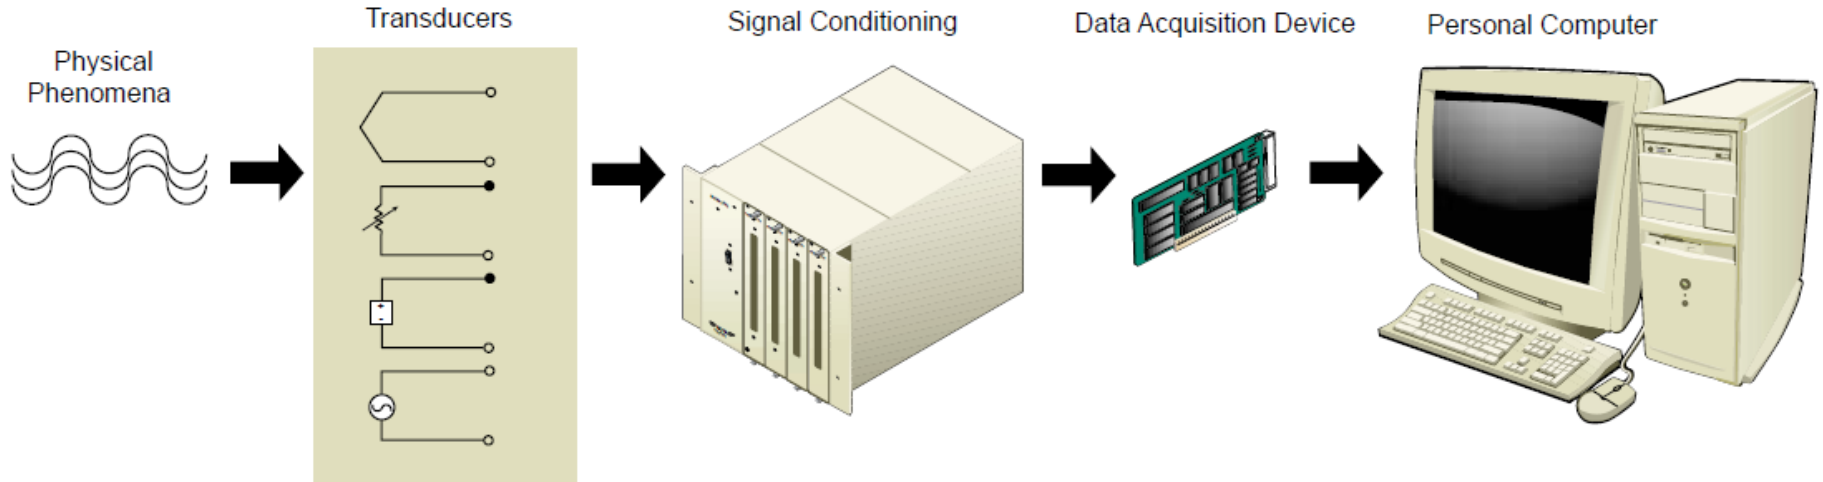 Physical
Phenomena
Transducers
Signal Conditioning
Data Acquisition Device
Personal Computer
+
-